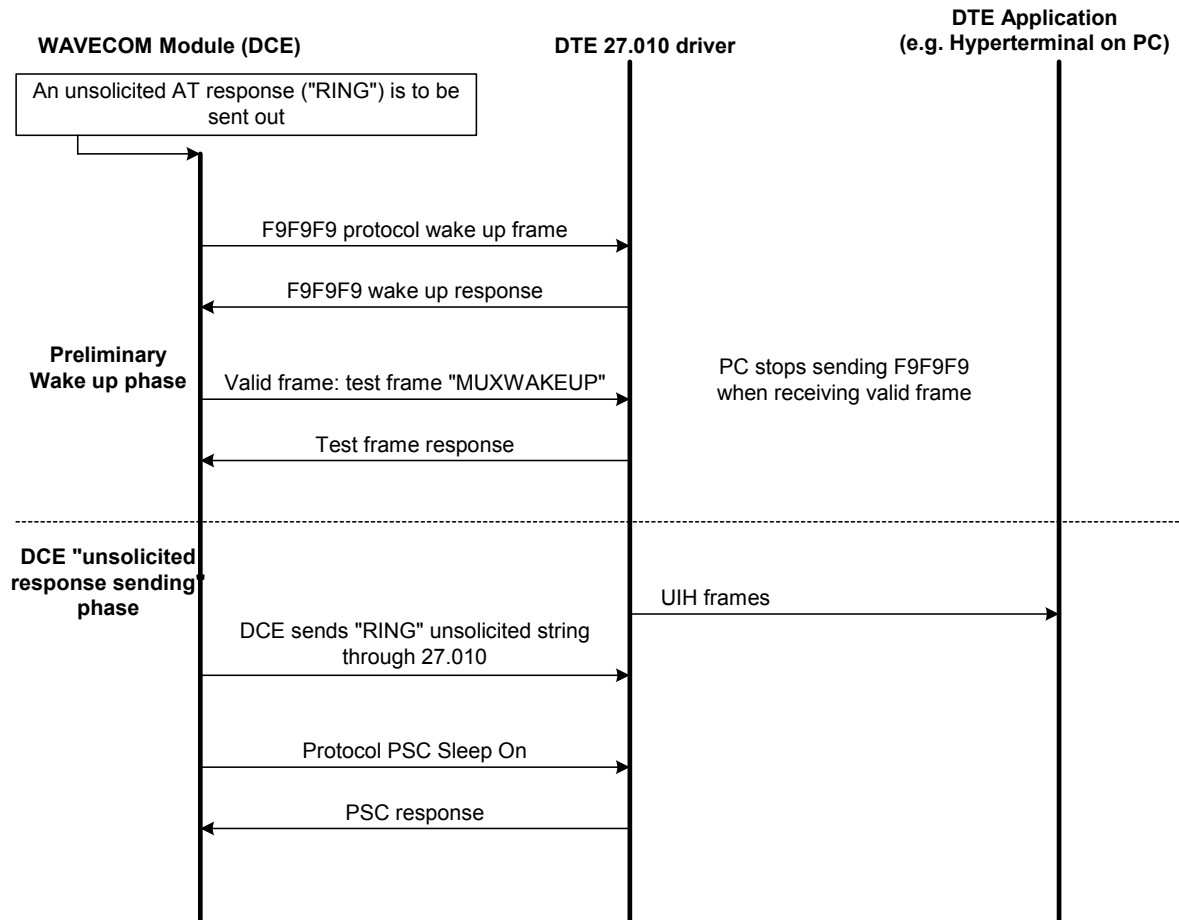 WAVECOM Module (DCE)
DTE 27.010 driver
DTE Application
(e.g. Hyperterminal on PC)
An unsolicited AT response ("RING") is to be
sent out
F9F9F9 protocol wake up frame
F9F9F9 wake up response
Preliminary
Wake up phase
Valid frame: test frame "MUXWAKEUP"
PC stops sending F9F9F9
when receiving valid frame
Test frame response
DCE "unsolicited
response sending"
phase
UIH frames
DCE sends "RING" unsolicited string
through 27.010
Protocol PSC Sleep On
PSC response